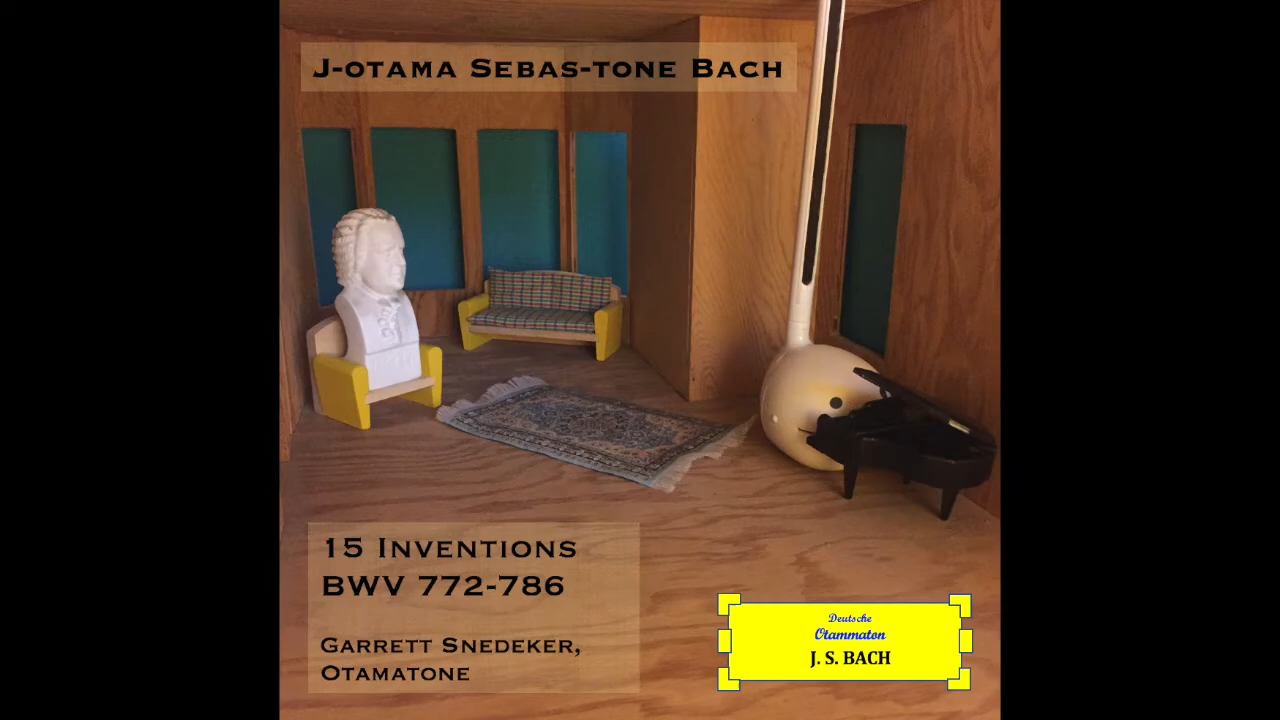 J-otama Sebas-tone Bach
15 Inventions
BWV 772-786
Garrett Snedeker,
Otamatone
Deutsche
Otammaton
J. S. BACH